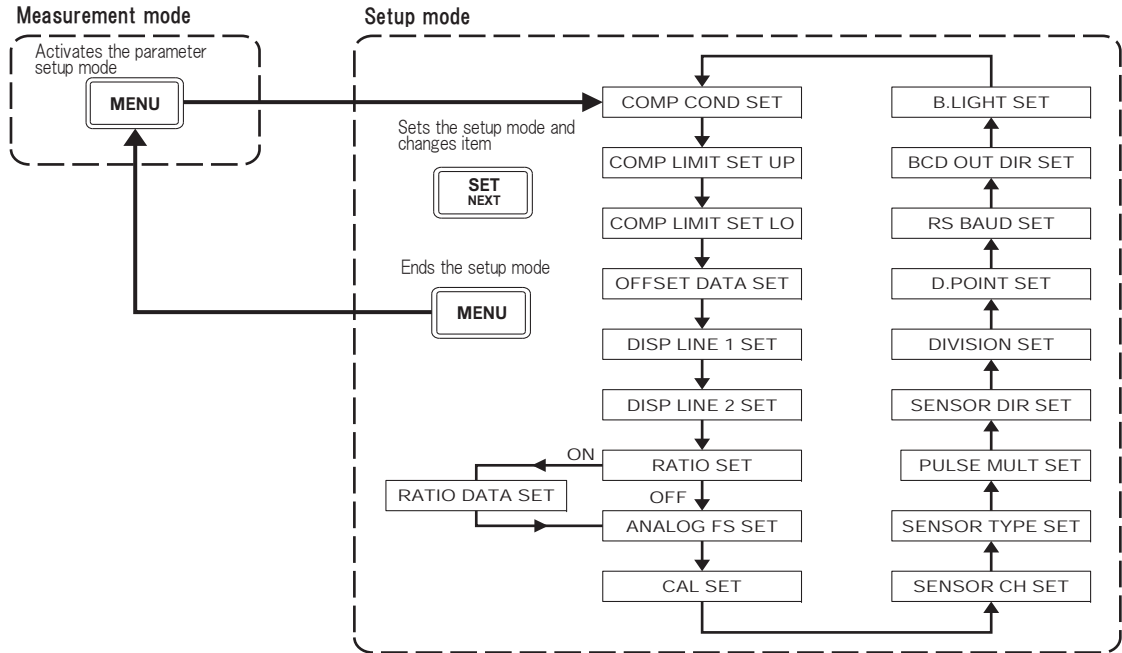 Measurement mode
Activates the parameter
setup mode
MENU
Setup mode
Sets the setup mode and
changes item
SET
NEXT
Ends the setup mode
MENU
COMP COND SET
COMP LIMIT SET UP
COMP LIMIT SET LO
OFFSET DATA SET
DISP LINE 1 SET
DISP LINE 2 SET
RATIO SET
ON
OFF
RATIO DATA SET
ANALOG FS SET
CAL SET
SENSOR CH SET
SENSOR TYPE SET
PULSE MULT SET
SENSOR DIR SET
DIVISION SET
D.POINT SET
RS BAUD SET
BCD OUT DIR SET
B.LIGHT SET